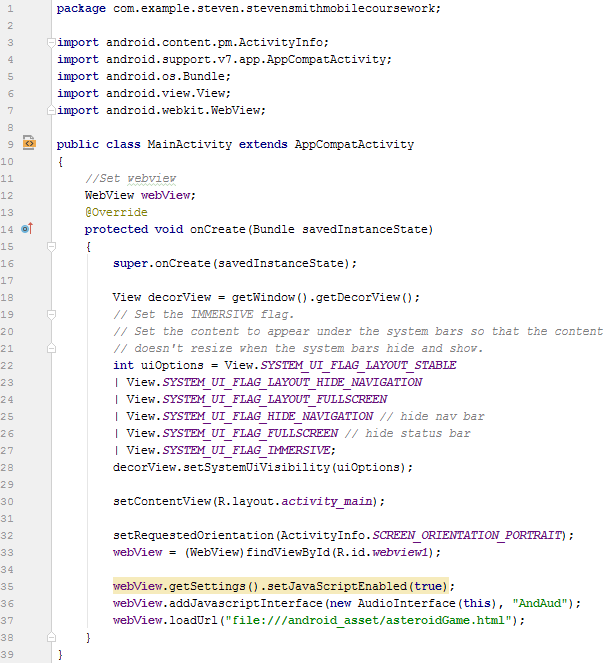 1 package com.example.steven.stevensmithmobilecoursework;
2
3 import android.content.pm.ActivityInfo;
4 import android.support.v7.app.AppCompatActivity;
5 import android.os.Bundle;
6 import android.view.View;
7 import android.webkit.WebView;
8
9 public class MainActivity extends AppCompatActivity
10 {
11 //Set webview
12 WebView webView;
13 @Override
14 protected void onCreate(Bundle savedInstanceState)
15 {
16 super.onCreate(savedInstanceState);
17
18 View decorView = getWindow().getDecorView();
19 // Set the IMMERSIVE flag.
20 // Set the content to appear under the system bars so that the content
21 // doesn't resize when the system bars hide and show.
22 int uiOptions = View.SYSTEM_UI_FLAG_LAYOUT_STABLE
23 | View.SYSTEM_UI_FLAG_LAYOUT_HIDE_NAVIGATION
24 | View.SYSTEM_UI_FLAG_LAYOUT_FULLSCREEN
25 | View.SYSTEM_UI_FLAG_HIDE_NAVIGATION // hide nav bar
26 | View.SYSTEM_UI_FLAG_FULLSCREEN // hide status bar
27 | View.SYSTEM_UI_FLAG_IMMERSIVE;
28 decorView.setSystemUiVisibility(uiOptions);
29
30 setContentView(R.layout.activity_main);
31
32 setRequestedOrientation(ActivityInfo.SCREEN_ORIENTATION_PORTRAIT);
33 webView = (WebView)findViewById(R.id.webview1);
34
35 webView.getSettings().setJavaScriptEnabled(true);
36 webView.addJavascriptInterface(new AudioInterface(this), "AndAud");
37 webView.loadUrl("file:///android_asset/asteroidGame.html");
38 }
39 }